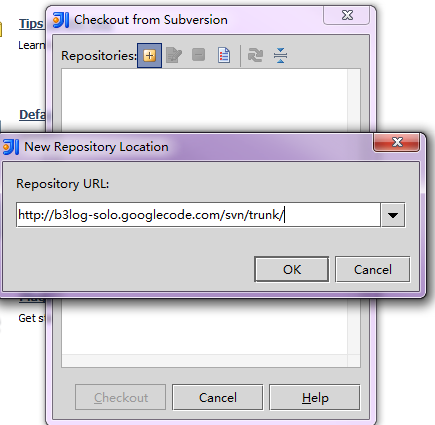 Tips
Checkout from Subversion
Learn
Repositories:
Defa
New Repository Location
Repository URL:
http://b3log-solo.googlecode.com/svn/trunk/
OK
Cancel
Get st
Checkout
Cancel
Help